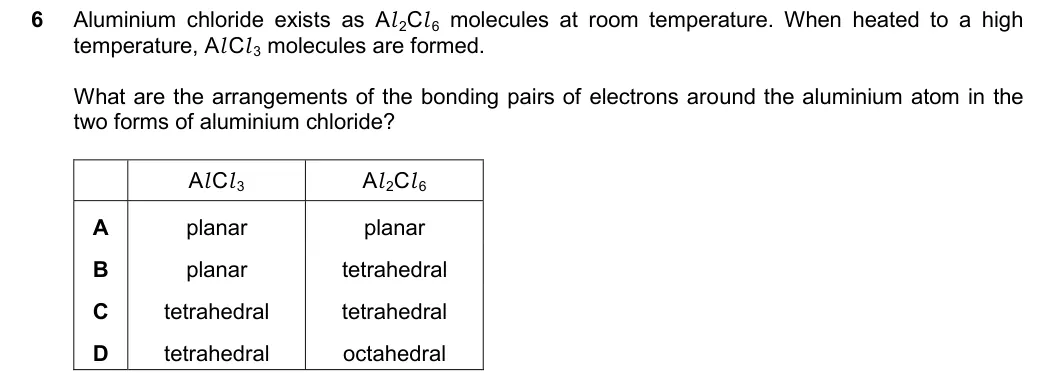 6 Aluminium chloride exists as Al₂Cl₆ molecules at room temperature. When heated to a high
temperature, AlCl₃ molecules are formed.
What are the arrangements of the bonding pairs of electrons around the aluminium atom in the
two forms of aluminium chloride?
AlCl₃ Al₂Cl₆
A planar planar
B planar tetrahedral
C tetrahedral tetrahedral
D tetrahedral octahedral